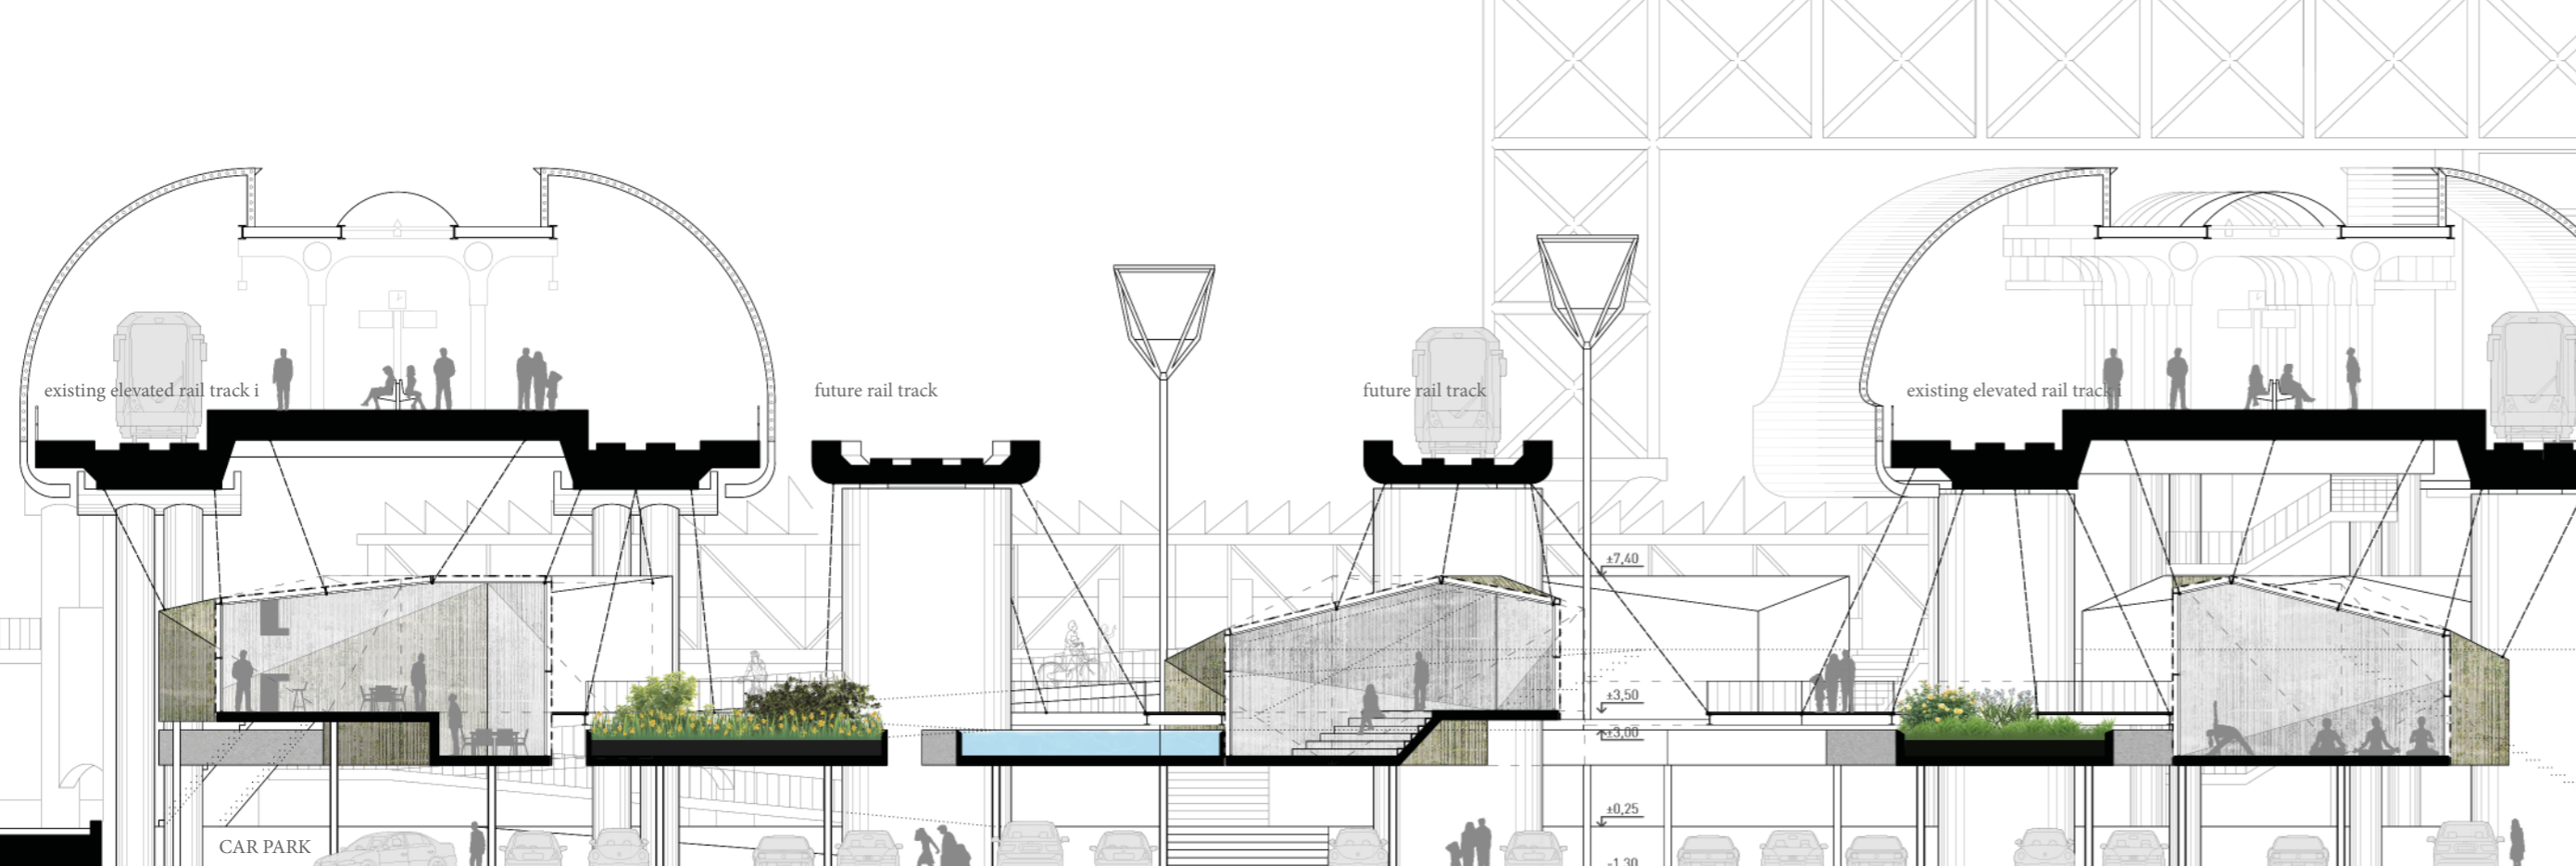 existing elevated rail track i
future rail track
future rail track
existing elevated rail track i
±7,40
±3,50
±3,00
±0,25
-1,30
CAR PARK